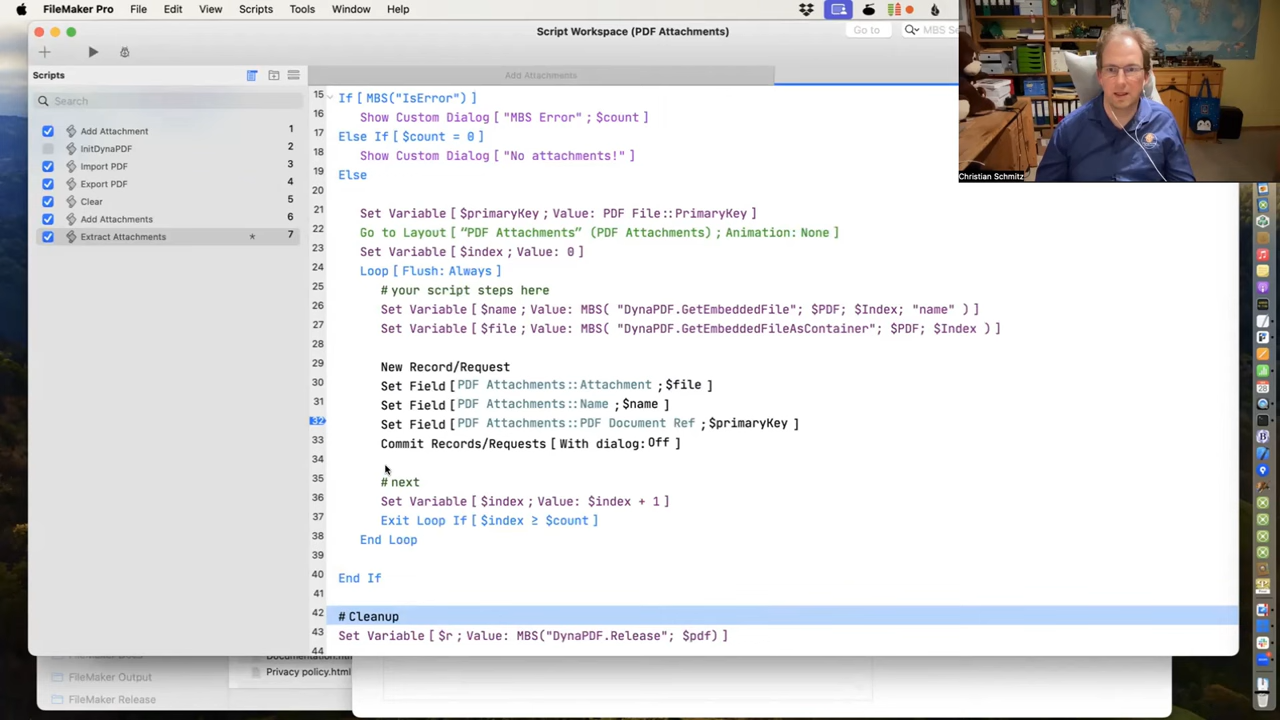 FileMaker Pro File Edit View Scripts Tools Window Help
Script Workspace (PDF Attachments)
Go to
MBS
Scripts
Add Attachments
Search
Add Attachment 1
InitDynaPDF 2
Import PDF 3
Export PDF 4
Clear 5
Add Attachments 6
Extract Attachments * 7
15 If [ MBS("IsError") ]
16 Show Custom Dialog [ "MBS Error" ; $count ]
17 Else If [ $count = 0 ]
18 Show Custom Dialog [ "No attachments!" ]
19 Else
20
21 Set Variable [ $primaryKey ; Value: PDF File::PrimaryKey ]
22 Go to Layout [ “PDF Attachments” (PDF Attachments) ; Animation: None ]
23 Set Variable [ $index ; Value: 0 ]
24 Loop [ Flush: Always ]
25 # your script steps here
26 Set Variable [ $name ; Value: MBS( "DynaPDF.GetEmbeddedFile"; $PDF; $Index; "name" ) ]
27 Set Variable [ $file ; Value: MBS( "DynaPDF.GetEmbeddedFileAsContainer"; $PDF; $Index ) ]
28
29 New Record/Request
30 Set Field [ PDF Attachments::Attachment ; $file ]
31 Set Field [ PDF Attachments::Name ; $name ]
32 Set Field [ PDF Attachments::PDF Document Ref ; $primaryKey ]
33 Commit Records/Requests [ With dialog: Off ]
34
35 # next
36 Set Variable [ $index ; Value: $index + 1 ]
37 Exit Loop If [ $index ≥ $count ]
38 End Loop
39
40 End If
41
42 # Cleanup
43 Set Variable [ $r ; Value: MBS("DynaPDF.Release"; $pdf) ]
44
Christian Schmitz
FileMaker Output
FileMaker Release
Privacy policy.html